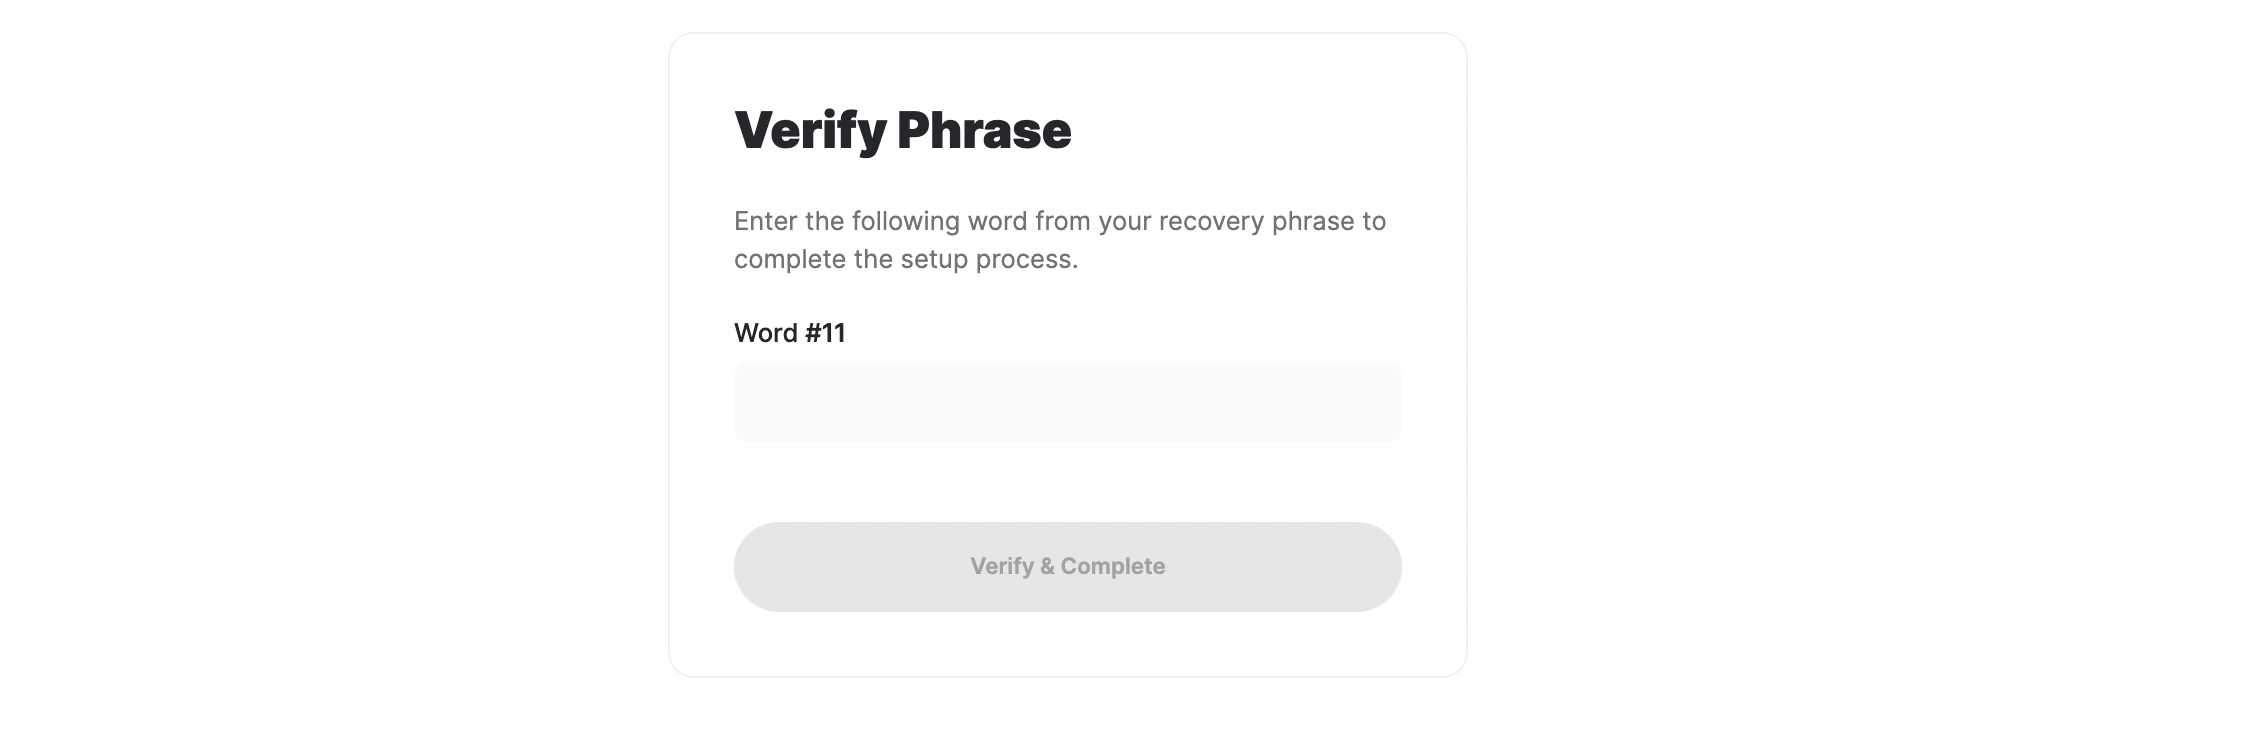 Verify Phrase
Enter the following word from your recovery phrase to
complete the setup process.
Word #11
Verify & Complete